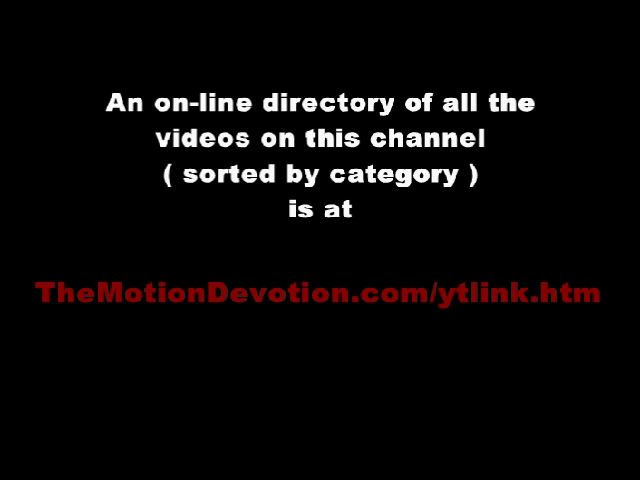 An on-line directory of all the
videos on this channel
( sorted by category )
is at
TheMotionDevotion.com/ytlink.htm